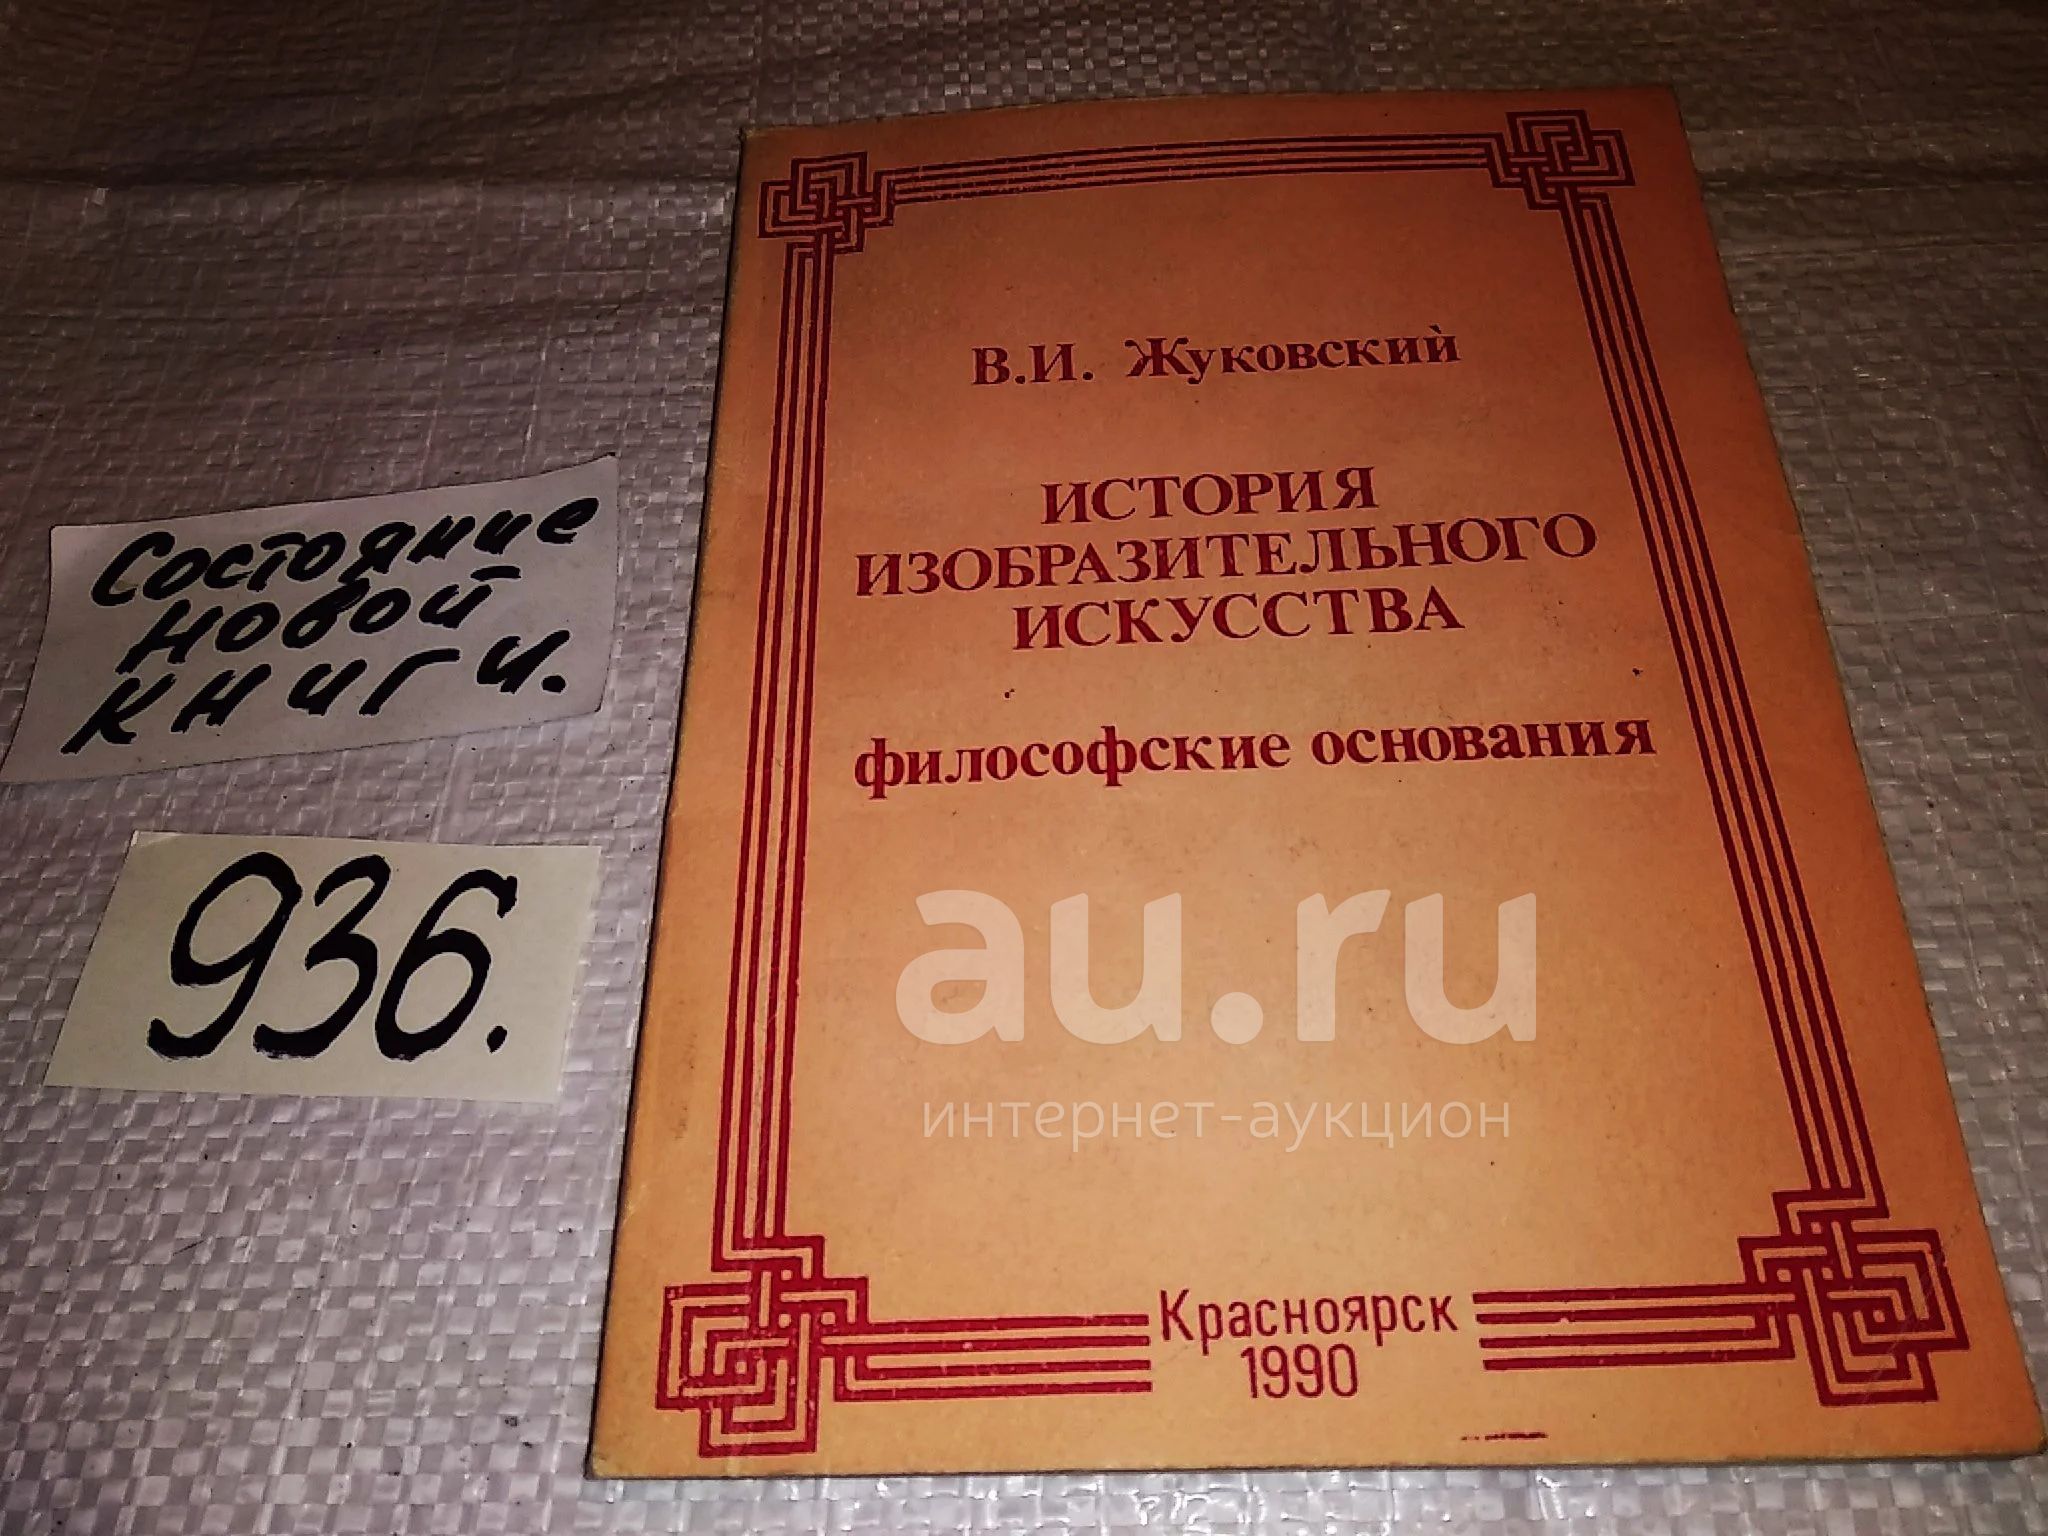 Состояние
новой
книги.
936.
В.И. Жуковский
ИСТОРИЯ
ИЗОБРАЗИТЕЛЬНОГО
ИСКУССТВА
философские основания
au.ru
интернет-аукцион
Красноярск
1990